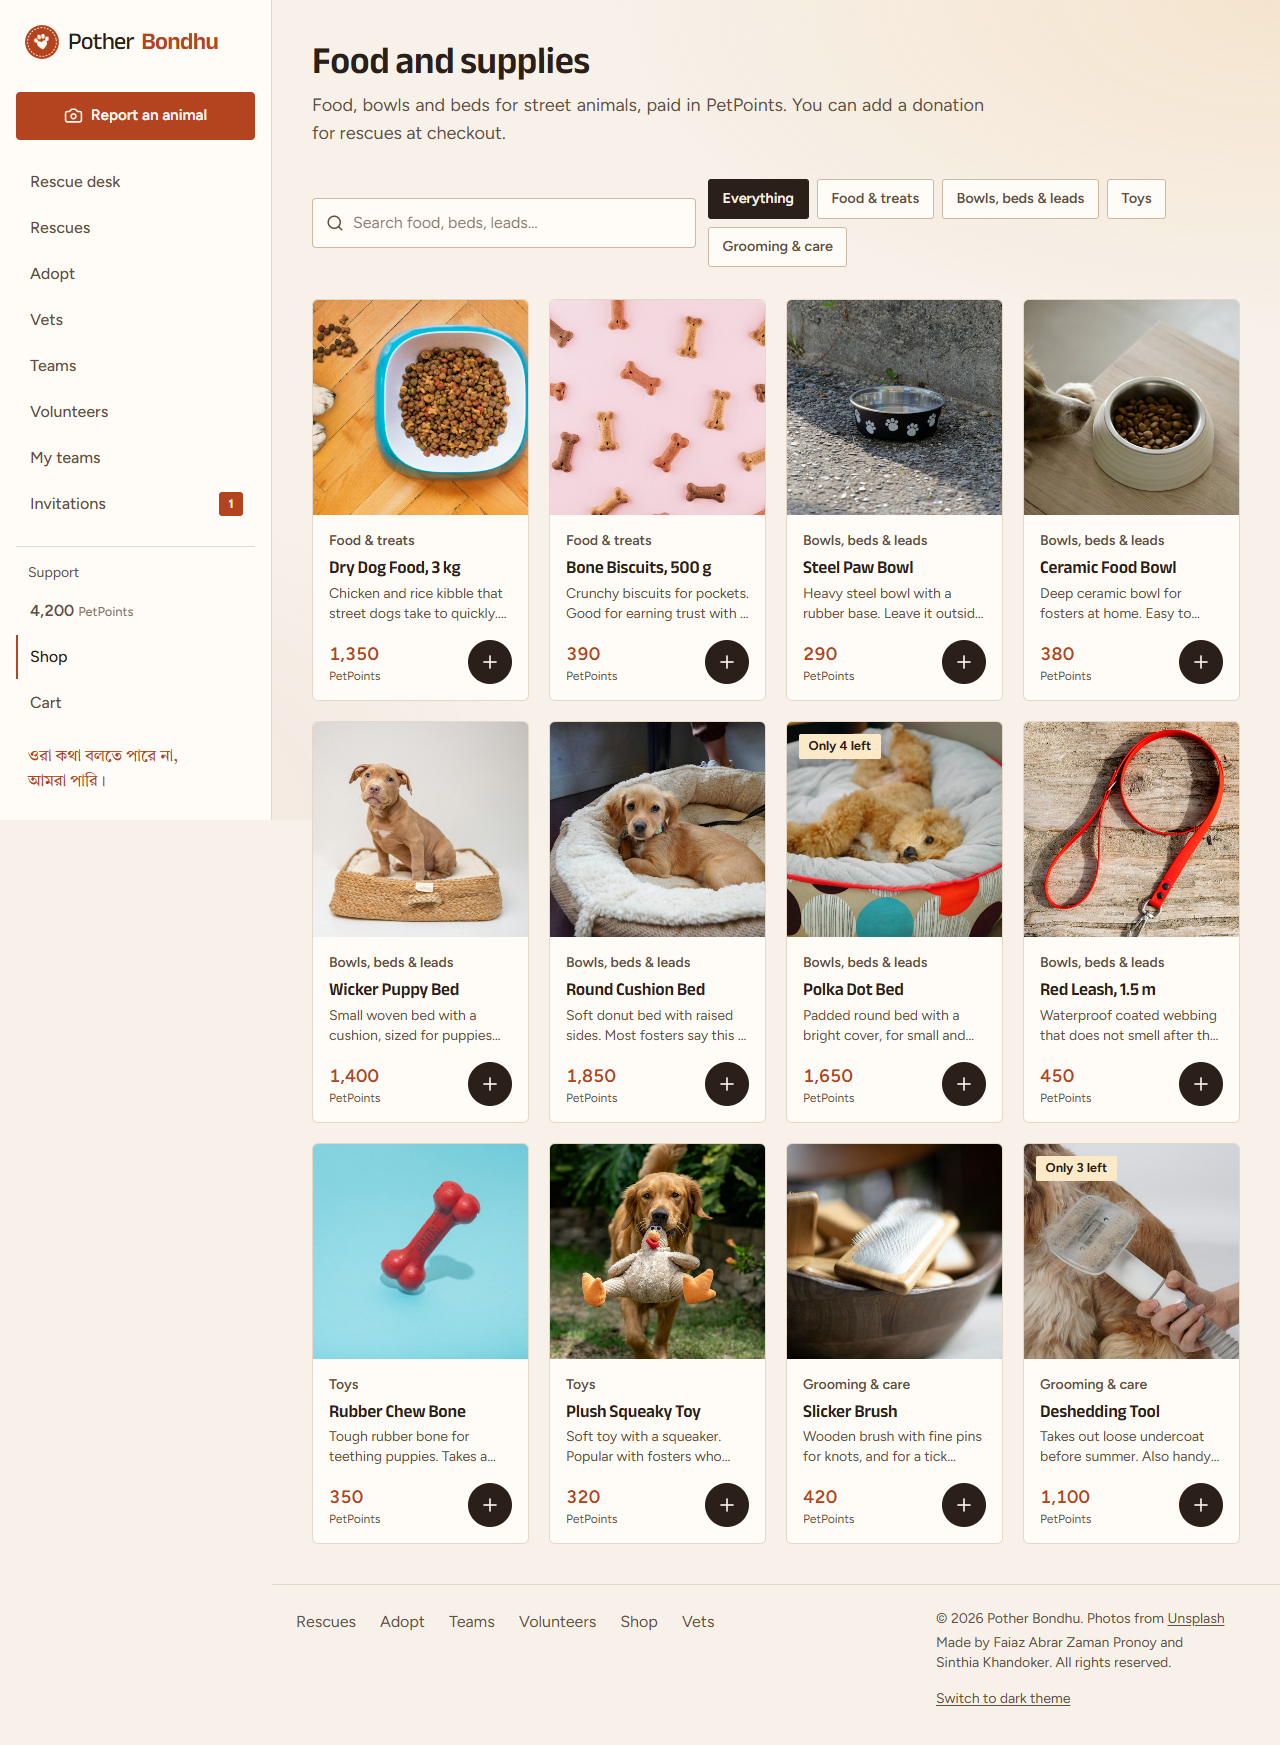 Pother Bondhu
Report an animal
Rescue desk
Rescues
Adopt
Vets
Teams
Volunteers
My teams
Invitations 1
Support
4,200 PetPoints
Shop
Cart
ওরা কথা বলতে পারে না,
আমরা পারি।
Food and supplies
Food, bowls and beds for street animals, paid in PetPoints. You can add a donation
for rescues at checkout.
Search food, beds, leads...
Everything
Food & treats
Bowls, beds & leads
Toys
Grooming & care
Food & treats
Dry Dog Food, 3 kg
Chicken and rice kibble that
street dogs take to quickly....
1,350
PetPoints
Food & treats
Bone Biscuits, 500 g
Crunchy biscuits for pockets.
Good for earning trust with ...
390
PetPoints
Bowls, beds & leads
Steel Paw Bowl
Heavy steel bowl with a
rubber base. Leave it outsid...
290
PetPoints
Bowls, beds & leads
Ceramic Food Bowl
Deep ceramic bowl for
fosters at home. Easy to...
380
PetPoints
Bowls, beds & leads
Wicker Puppy Bed
Small woven bed with a
cushion, sized for puppies...
1,400
PetPoints
Bowls, beds & leads
Round Cushion Bed
Soft donut bed with raised
sides. Most fosters say this ...
1,850
PetPoints
Only 4 left
Bowls, beds & leads
Polka Dot Bed
Padded round bed with a
bright cover, for small and...
1,650
PetPoints
Bowls, beds & leads
Red Leash, 1.5 m
Waterproof coated webbing
that does not smell after th...
450
PetPoints
Toys
Rubber Chew Bone
Tough rubber bone for
teething puppies. Takes a...
350
PetPoints
Toys
Plush Squeaky Toy
Soft toy with a squeaker.
Popular with fosters who...
320
PetPoints
Grooming & care
Slicker Brush
Wooden brush with fine pins
for knots, and for a tick...
420
PetPoints
Only 3 left
Grooming & care
Deshedding Tool
Takes out loose undercoat
before summer. Also handy...
1,100
PetPoints
Rescues Adopt Teams Volunteers Shop Vets
© 2026 Pother Bondhu. Photos from Unsplash
Made by Faiaz Abrar Zaman Pronoy and
Sinthia Khandoker. All rights reserved.
Switch to dark theme